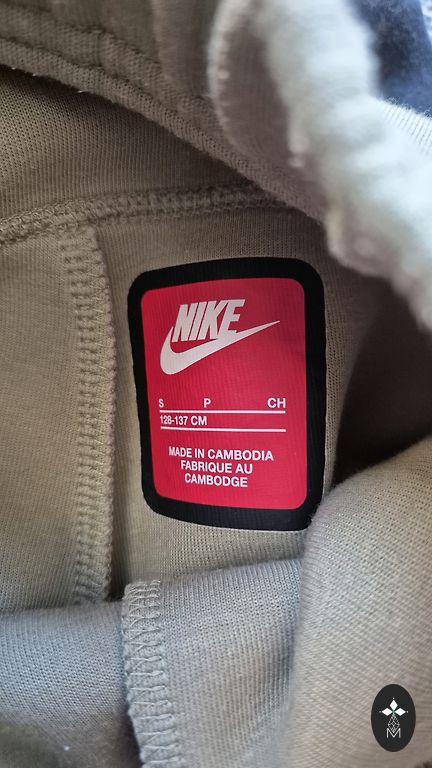 NIKE
S P CH
128-137 CM
MADE IN CAMBODIA
FABRIQUE AU
CAMBODGE
M